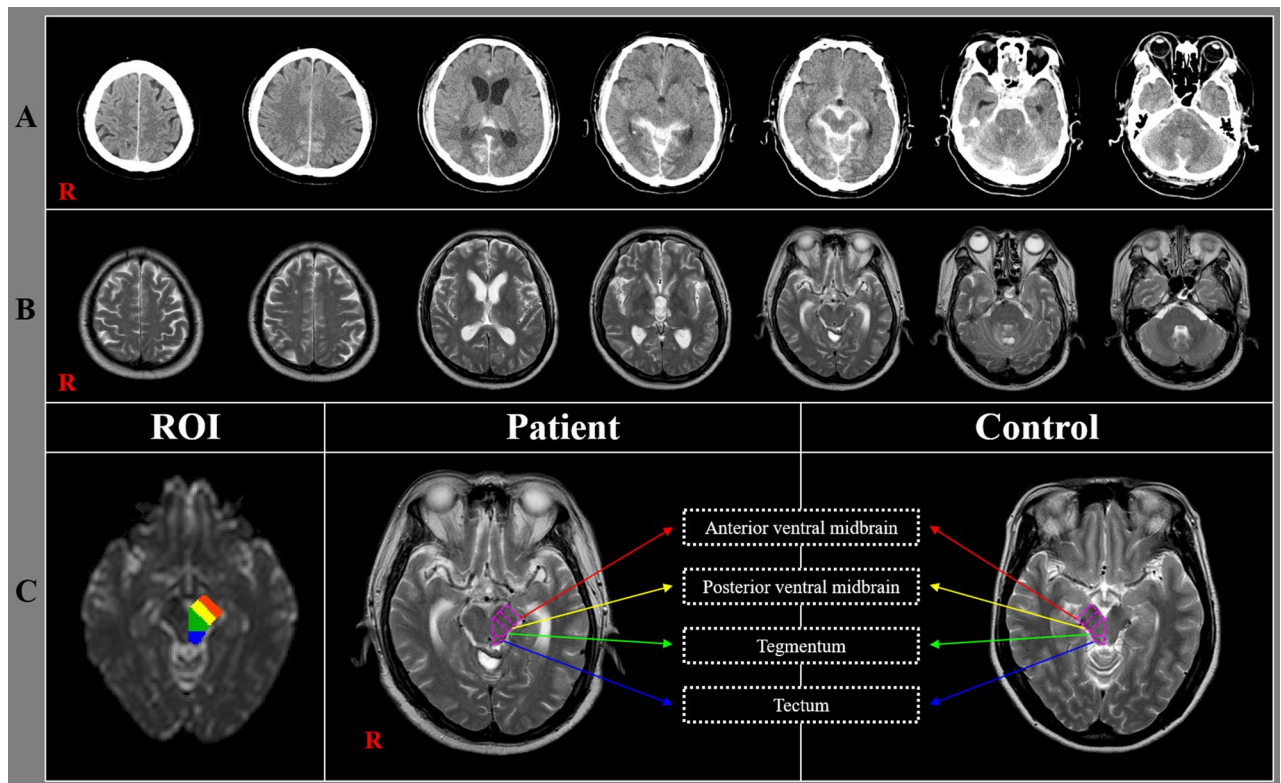 A
R
B
R
ROI
Patient
Control
C
Anterior ventral midbrain
Posterior ventral midbrain
Tegmentum
Tectum
R